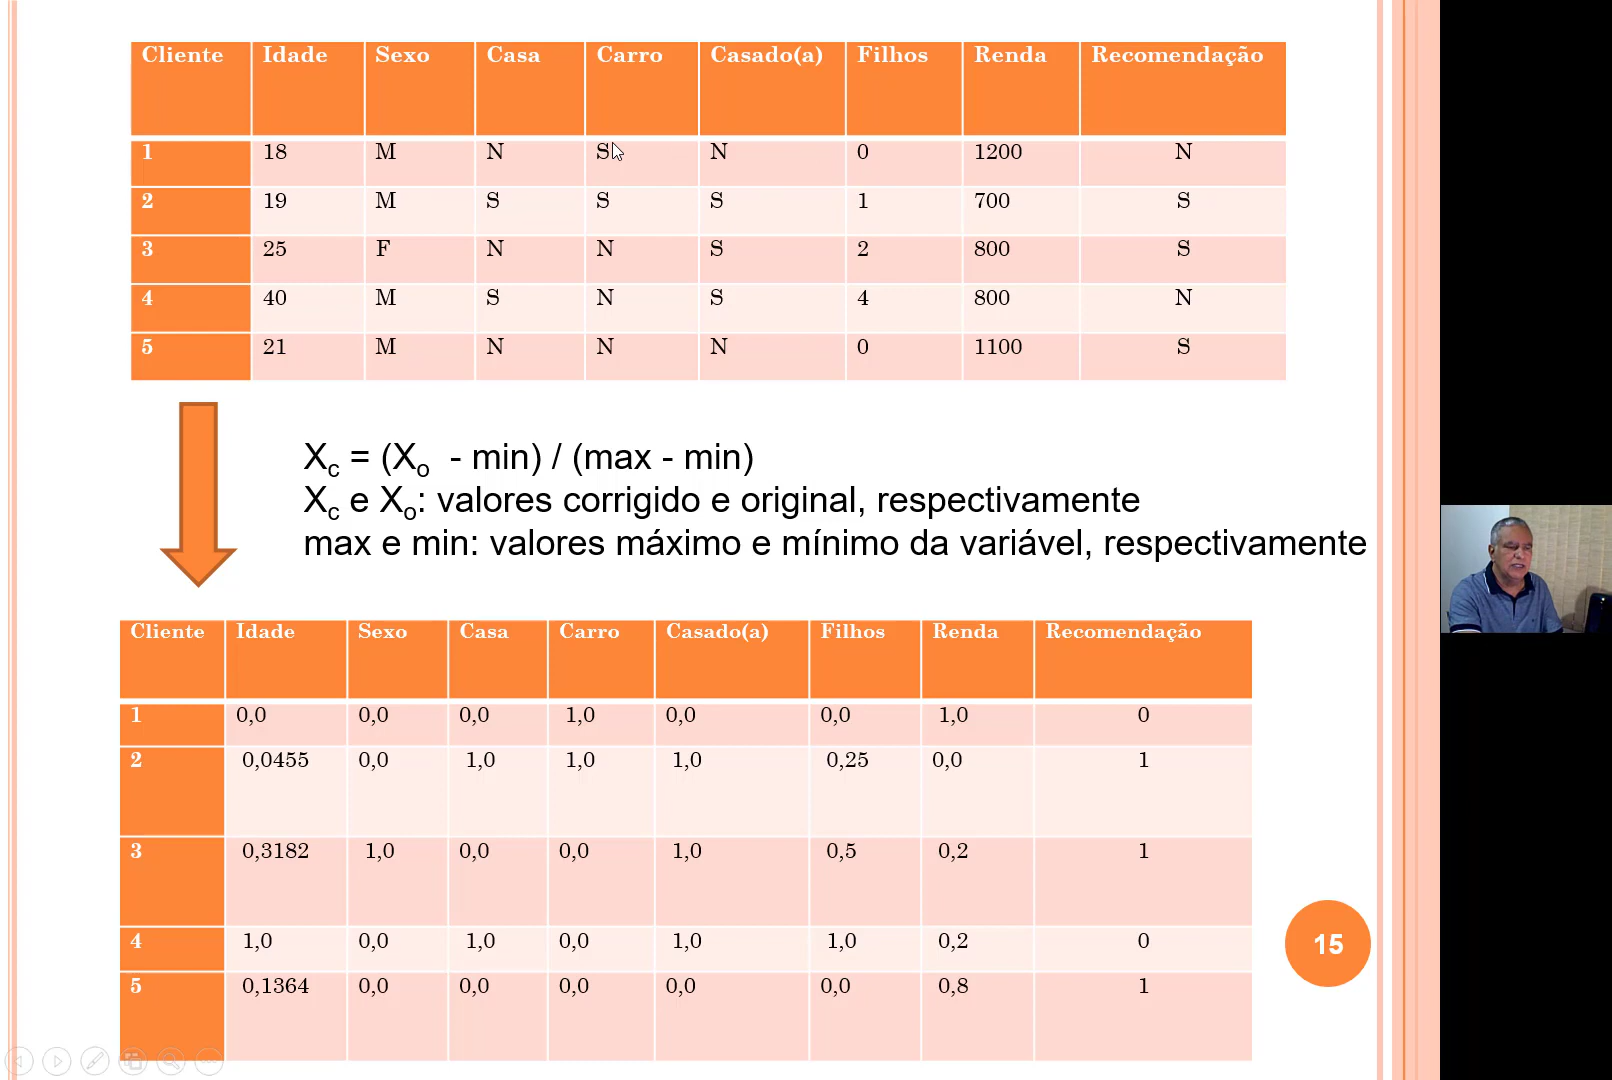 Cliente Idade Sexo Casa Carro Casado(a) Filhos Renda Recomendação
1 18 M N S N 0 1200 N
2 19 M S S S 1 700 S
3 25 F N N S 2 800 S
4 40 M S N S 4 800 N
5 21 M N N N 0 1100 S
Xc = (Xo - min) / (max - min)
Xc e Xo: valores corrigido e original, respectivamente
max e min: valores máximo e mínimo da variável, respectivamente
Cliente Idade Sexo Casa Carro Casado(a) Filhos Renda Recomendação
1 0,0 0,0 0,0 1,0 0,0 0,0 1,0 0
2 0,0455 0,0 1,0 1,0 1,0 0,25 0,0 1
3 0,3182 1,0 0,0 0,0 1,0 0,5 0,2 1
4 1,0 0,0 1,0 0,0 1,0 1,0 0,2 0
5 0,1364 0,0 0,0 0,0 0,0 0,0 0,8 1
15